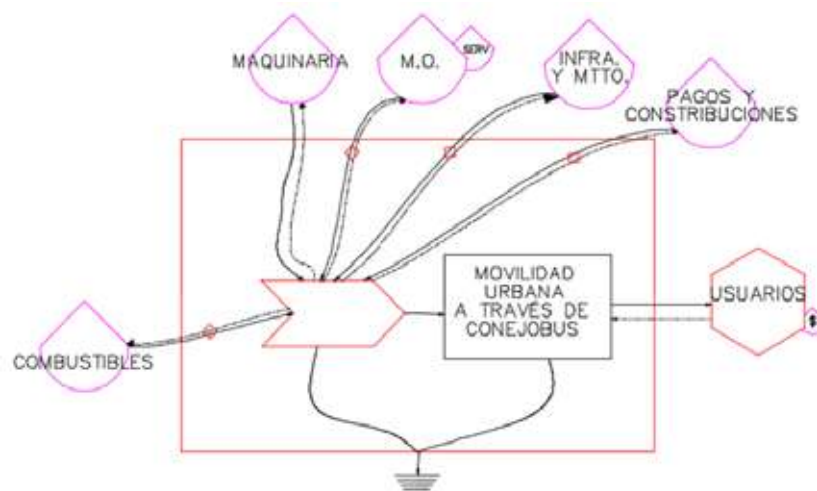 MAQUINARIA
M.O.
SERV
INFRA.
Y MTTO.
PAGOS Y
CONSTRIBUCIONES
MOVILIDAD
URBANA
A TRAVÉS DE
CONEJOBUS
USUARIOS
$
COMBUSTIBLES